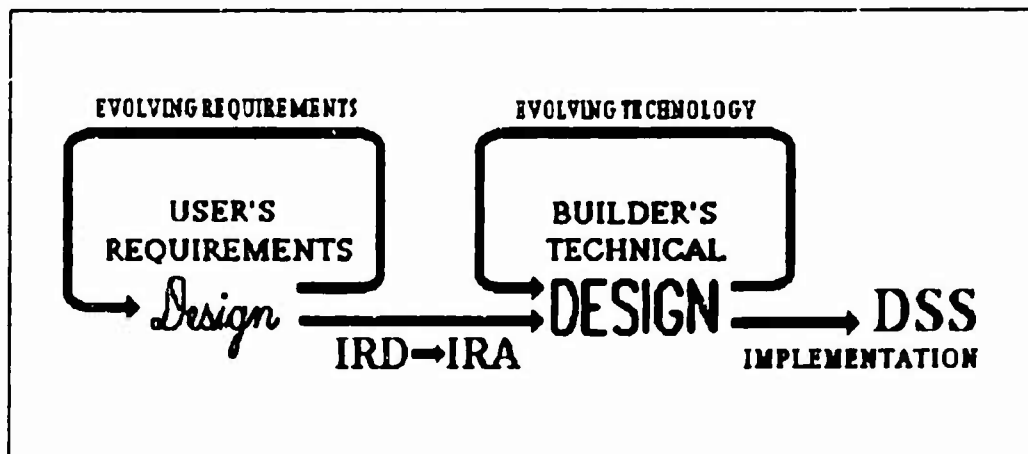 EVOLVING REQUIREMENTS
EVOLVING TECHNOLOGY
USER'S
REQUIREMENTS
Design
BUILDER'S
TECHNICAL
DESIGN
IRD→IRA
DSS
IMPLEMENTATION